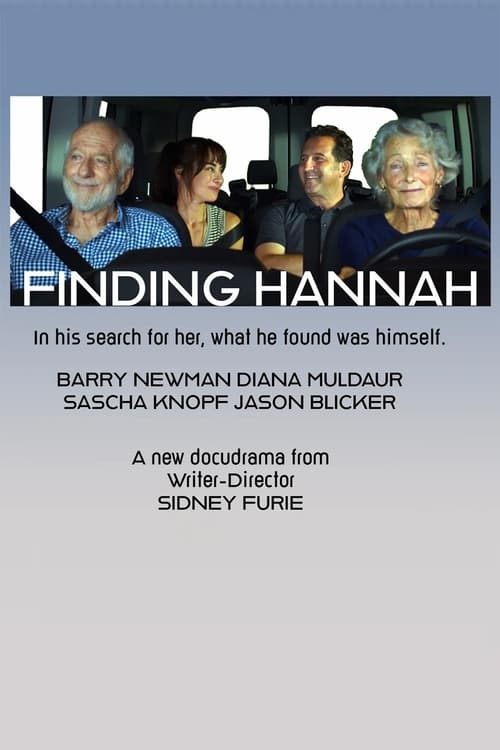 FINDING HANNAH
In his search for her, what he found was himself.
BARRY NEWMAN DIANA MULDAUR
SASCHA KNOPF JASON BLICKER
A new docudrama from
Writer-Director
SIDNEY FURIE